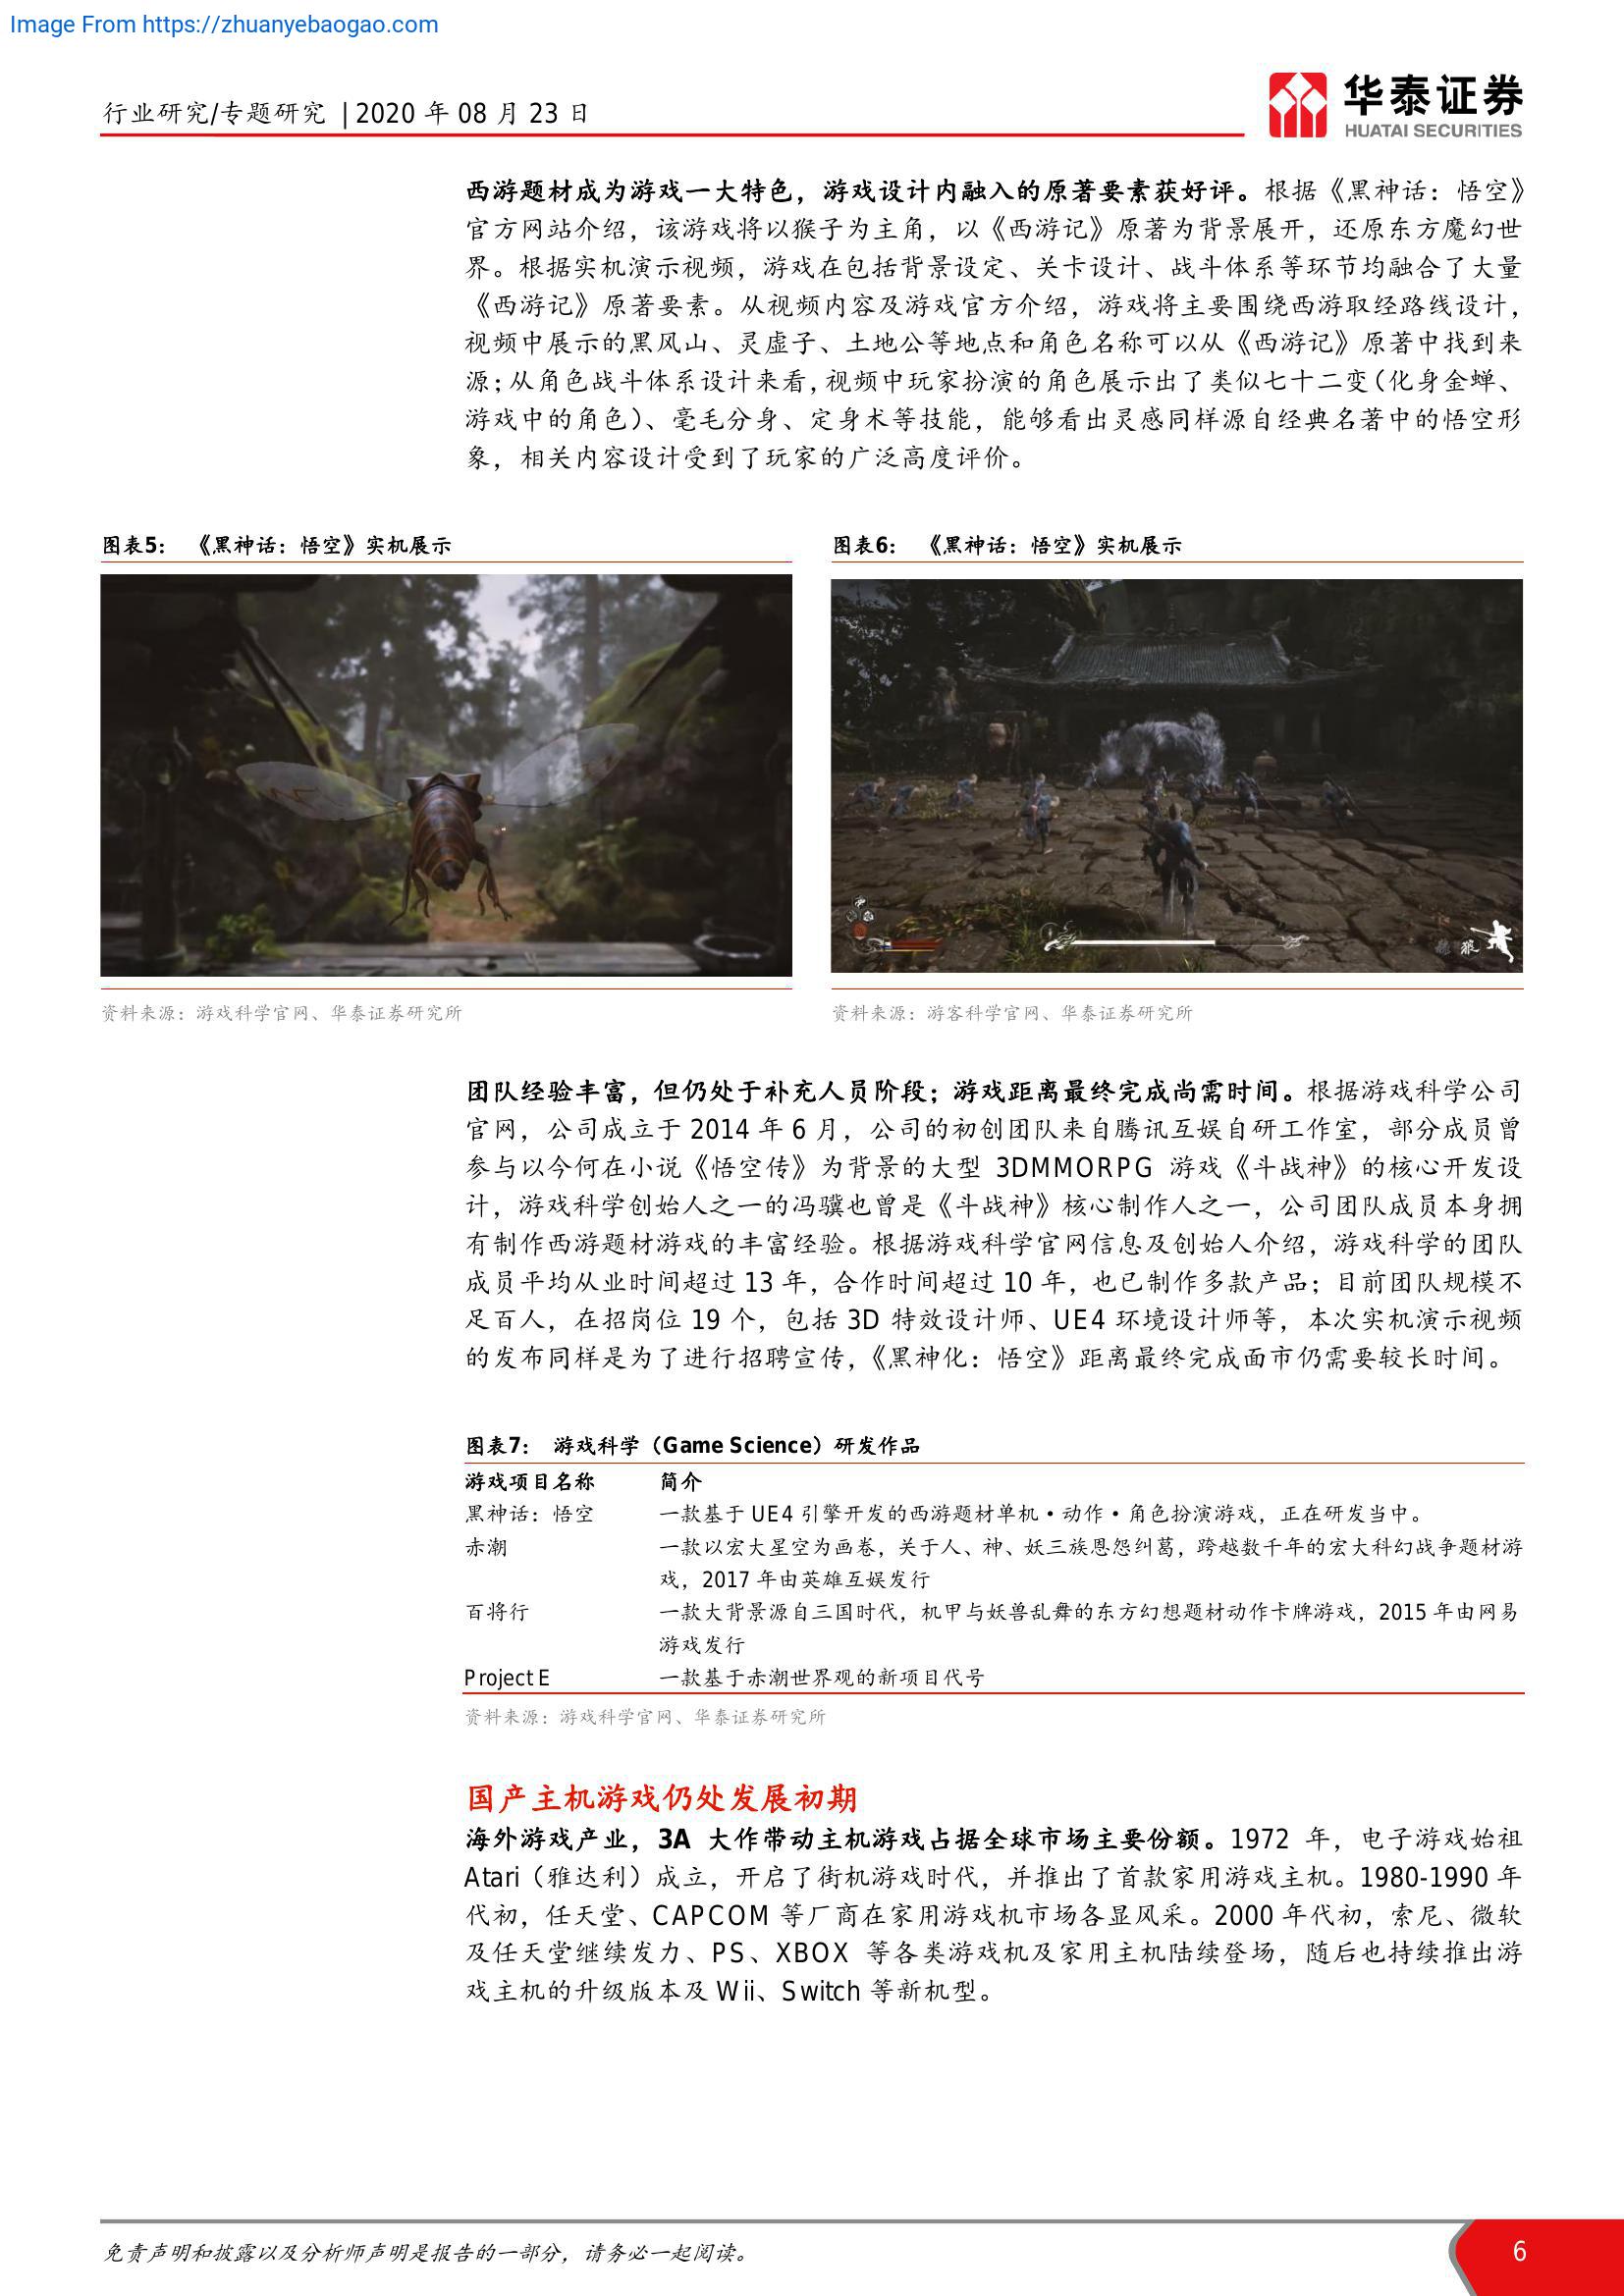 Image From https://zhuanyebaogao.com
行业研究/专题研究 | 2020 年 08 月 23 日
华泰证券
HUATAI SECURITIES
西游题材成为游戏一大特色，游戏设计内融入的原著要素获好评。根据《黑神话：悟空》
官方网站介绍，该游戏将以猴子为主角，以《西游记》原著为背景展开，还原东方魔幻世
界。根据实机演示视频，游戏在包括背景设定、关卡设计、战斗体系等环节均融合了大量
《西游记》原著要素。从视频内容及游戏官方介绍，游戏将主要围绕西游取经路线设计，
视频中展示的黑风山、灵虚子、土地公等地点和角色名称可以从《西游记》原著中找到来
源；从角色战斗体系设计来看，视频中玩家扮演的角色展示出了类似七十二变（化身金蝉、
游戏中的角色）、毫毛分身、定身术等技能，能够看出灵感同样源自经典名著中的悟空形
象，相关内容设计受到了玩家的广泛高度评价。
图表5： 《黑神话：悟空》实机展示
图表6： 《黑神话：悟空》实机展示
狼
资料来源：游戏科学官网、华泰证券研究所
资料来源：游客科学官网、华泰证券研究所
团队经验丰富，但仍处于补充人员阶段；游戏距离最终完成尚需时间。根据游戏科学公司
官网，公司成立于 2014 年 6 月，公司的初创团队来自腾讯互娱自研工作室，部分成员曾
参与以今何在小说《悟空传》为背景的大型 3DMMORPG 游戏《斗战神》的核心开发设
计，游戏科学创始人之一的冯骥也曾是《斗战神》核心制作人之一，公司团队成员本身拥
有制作西游题材游戏的丰富经验。根据游戏科学官网信息及创始人介绍，游戏科学的团队
成员平均从业时间超过 13 年，合作时间超过 10 年，也已制作多款产品；目前团队规模不
足百人，在招岗位 19 个，包括 3D 特效设计师、UE4 环境设计师等，本次实机演示视频
的发布同样是为了进行招聘宣传，《黑神化：悟空》距离最终完成面市仍需要较长时间。
图表7： 游戏科学（Game Science）研发作品
游戏项目名称 简介
黑神话：悟空 一款基于 UE4 引擎开发的西游题材单机•动作•角色扮演游戏，正在研发当中。
赤潮 一款以宏大星空为画卷，关于人、神、妖三族恩怨纠葛，跨越数千年的宏大科幻战争题材游
戏，2017 年由英雄互娱发行
百将行 一款大背景源自三国时代，机甲与妖兽乱舞的东方幻想题材动作卡牌游戏，2015 年由网易
游戏发行
Project E 一款基于赤潮世界观的新项目代号
资料来源：游戏科学官网、华泰证券研究所
国产主机游戏仍处发展初期
海外游戏产业，3A 大作带动主机游戏占据全球市场主要份额。1972 年，电子游戏始祖
Atari（雅达利）成立，开启了街机游戏时代，并推出了首款家用游戏主机。1980-1990 年
代初，任天堂、CAPCOM 等厂商在家用游戏机市场各显风采。2000 年代初，索尼、微软
及任天堂继续发力、PS、XBOX 等各类游戏机及家用主机陆续登场，随后也持续推出游
戏主机的升级版本及 Wii、Switch 等新机型。
免责声明和披露以及分析师声明是报告的一部分，请务必一起阅读。
6